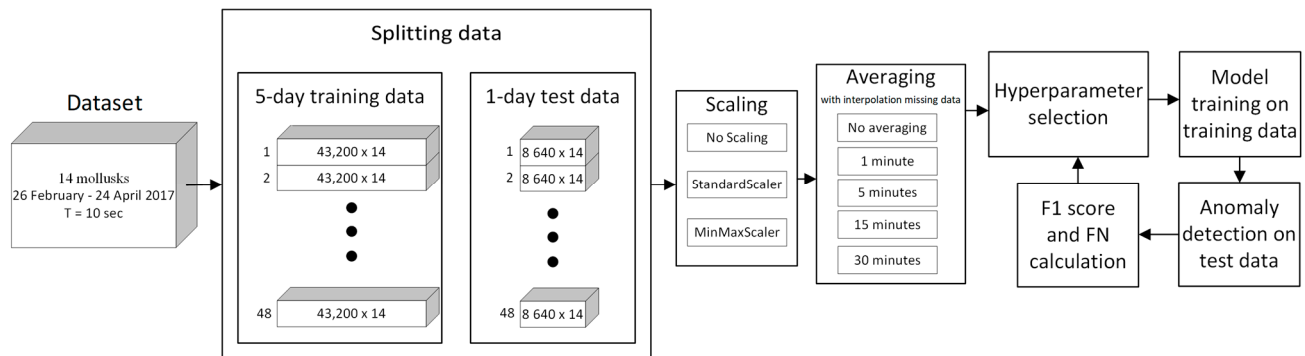 Dataset
14 mollusks
26 February - 24 April 2017
T = 10 sec
Splitting data
5-day training data
1 43,200 x 14
2 43,200 x 14
48 43,200 x 14
1-day test data
1 8 640 x 14
2 8 640 x 14
48 8 640 x 14
Scaling
No Scaling
StandardScaler
MinMaxScaler
Averaging
with interpolation missing data
No averaging
1 minute
5 minutes
15 minutes
30 minutes
Hyperparameter
selection
Model
training on
training data
Anomaly
detection on
test data
F1 score
and FN
calculation